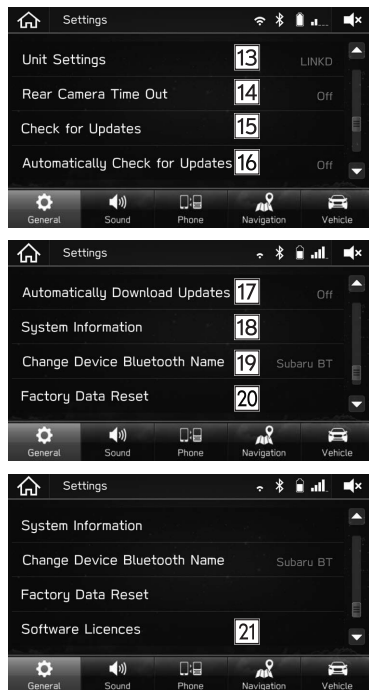 Settings
Unit Settings 13 LINKD
Rear Camera Time Out 14 Off
Check for Updates 15
Automatically Check for Updates 16 Off
General Sound Phone Navigation Vehicle
Settings
Automatically Download Updates 17 Off
System Information 18
Change Device Bluetooth Name 19 Subaru BT
Factory Data Reset 20
General Sound Phone Navigation Vehicle
Settings
System Information
Change Device Bluetooth Name Subaru BT
Factory Data Reset
Software Licences 21
General Sound Phone Navigation Vehicle